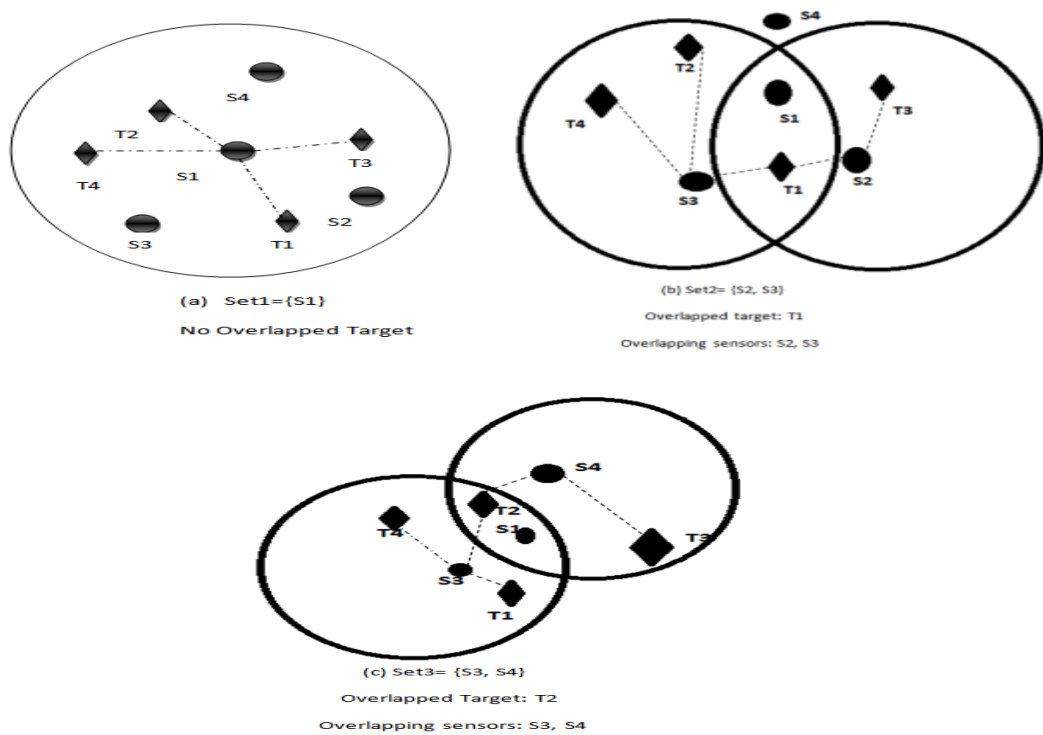 S4
T2
T3
T4
S1
S2
S3
T1
(a) Set1={S1}
No Overlapped Target
S4
T2
T3
T4
S1
S2
S3
T1
(b) Set2= {S2, S3}
Overlapped target: T1
Overlapping sensors: S2, S3
S4
T2
S1
T4
T3
S3
T1
(c) Set3= {S3, S4}
Overlapped Target: T2
Overlapping sensors: S3, S4